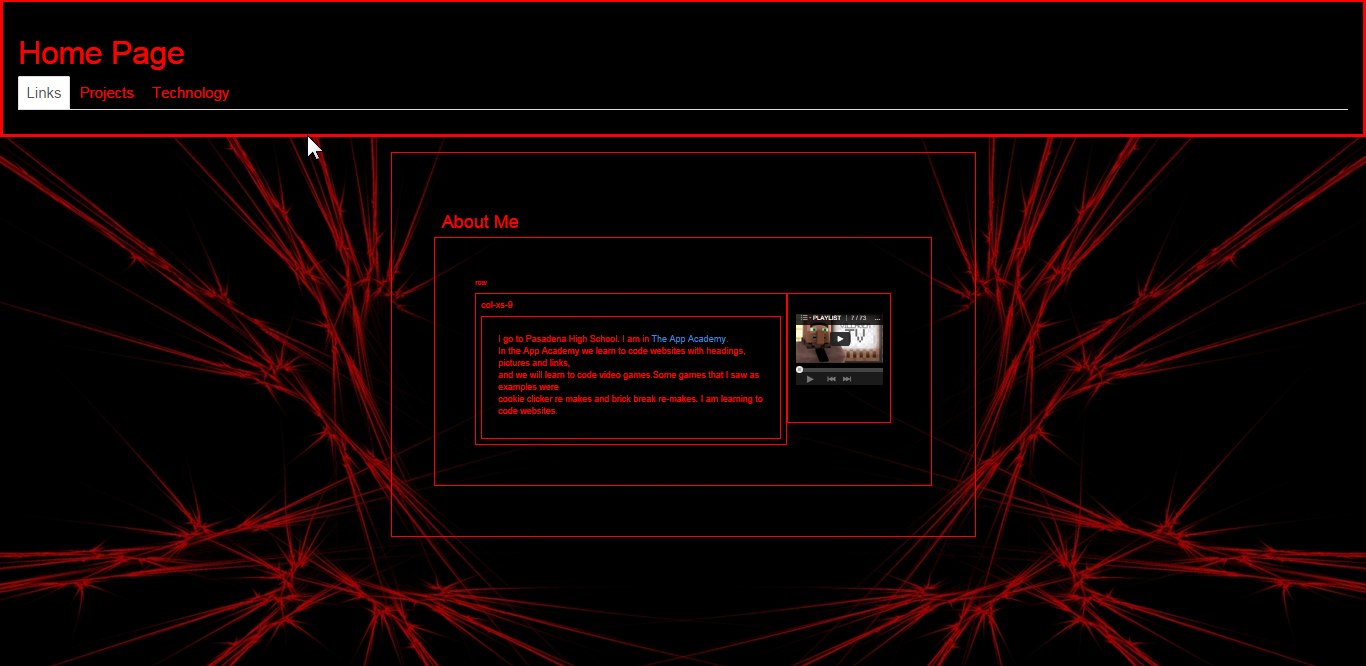 Home Page
Links Projects Technology
About Me
row
col-xs-9
I go to Pasadena High School. I am in The App Academy.
In the App Academy we learn to code websites with headings,
pictures and links,
and we will learn to code video games.Some games that I saw as
examples were
cookie clicker re makes and brick break re-makes. I am learning to
code websites.
PLAYLIST | 7 / 73 ...
VILLAGER
TV